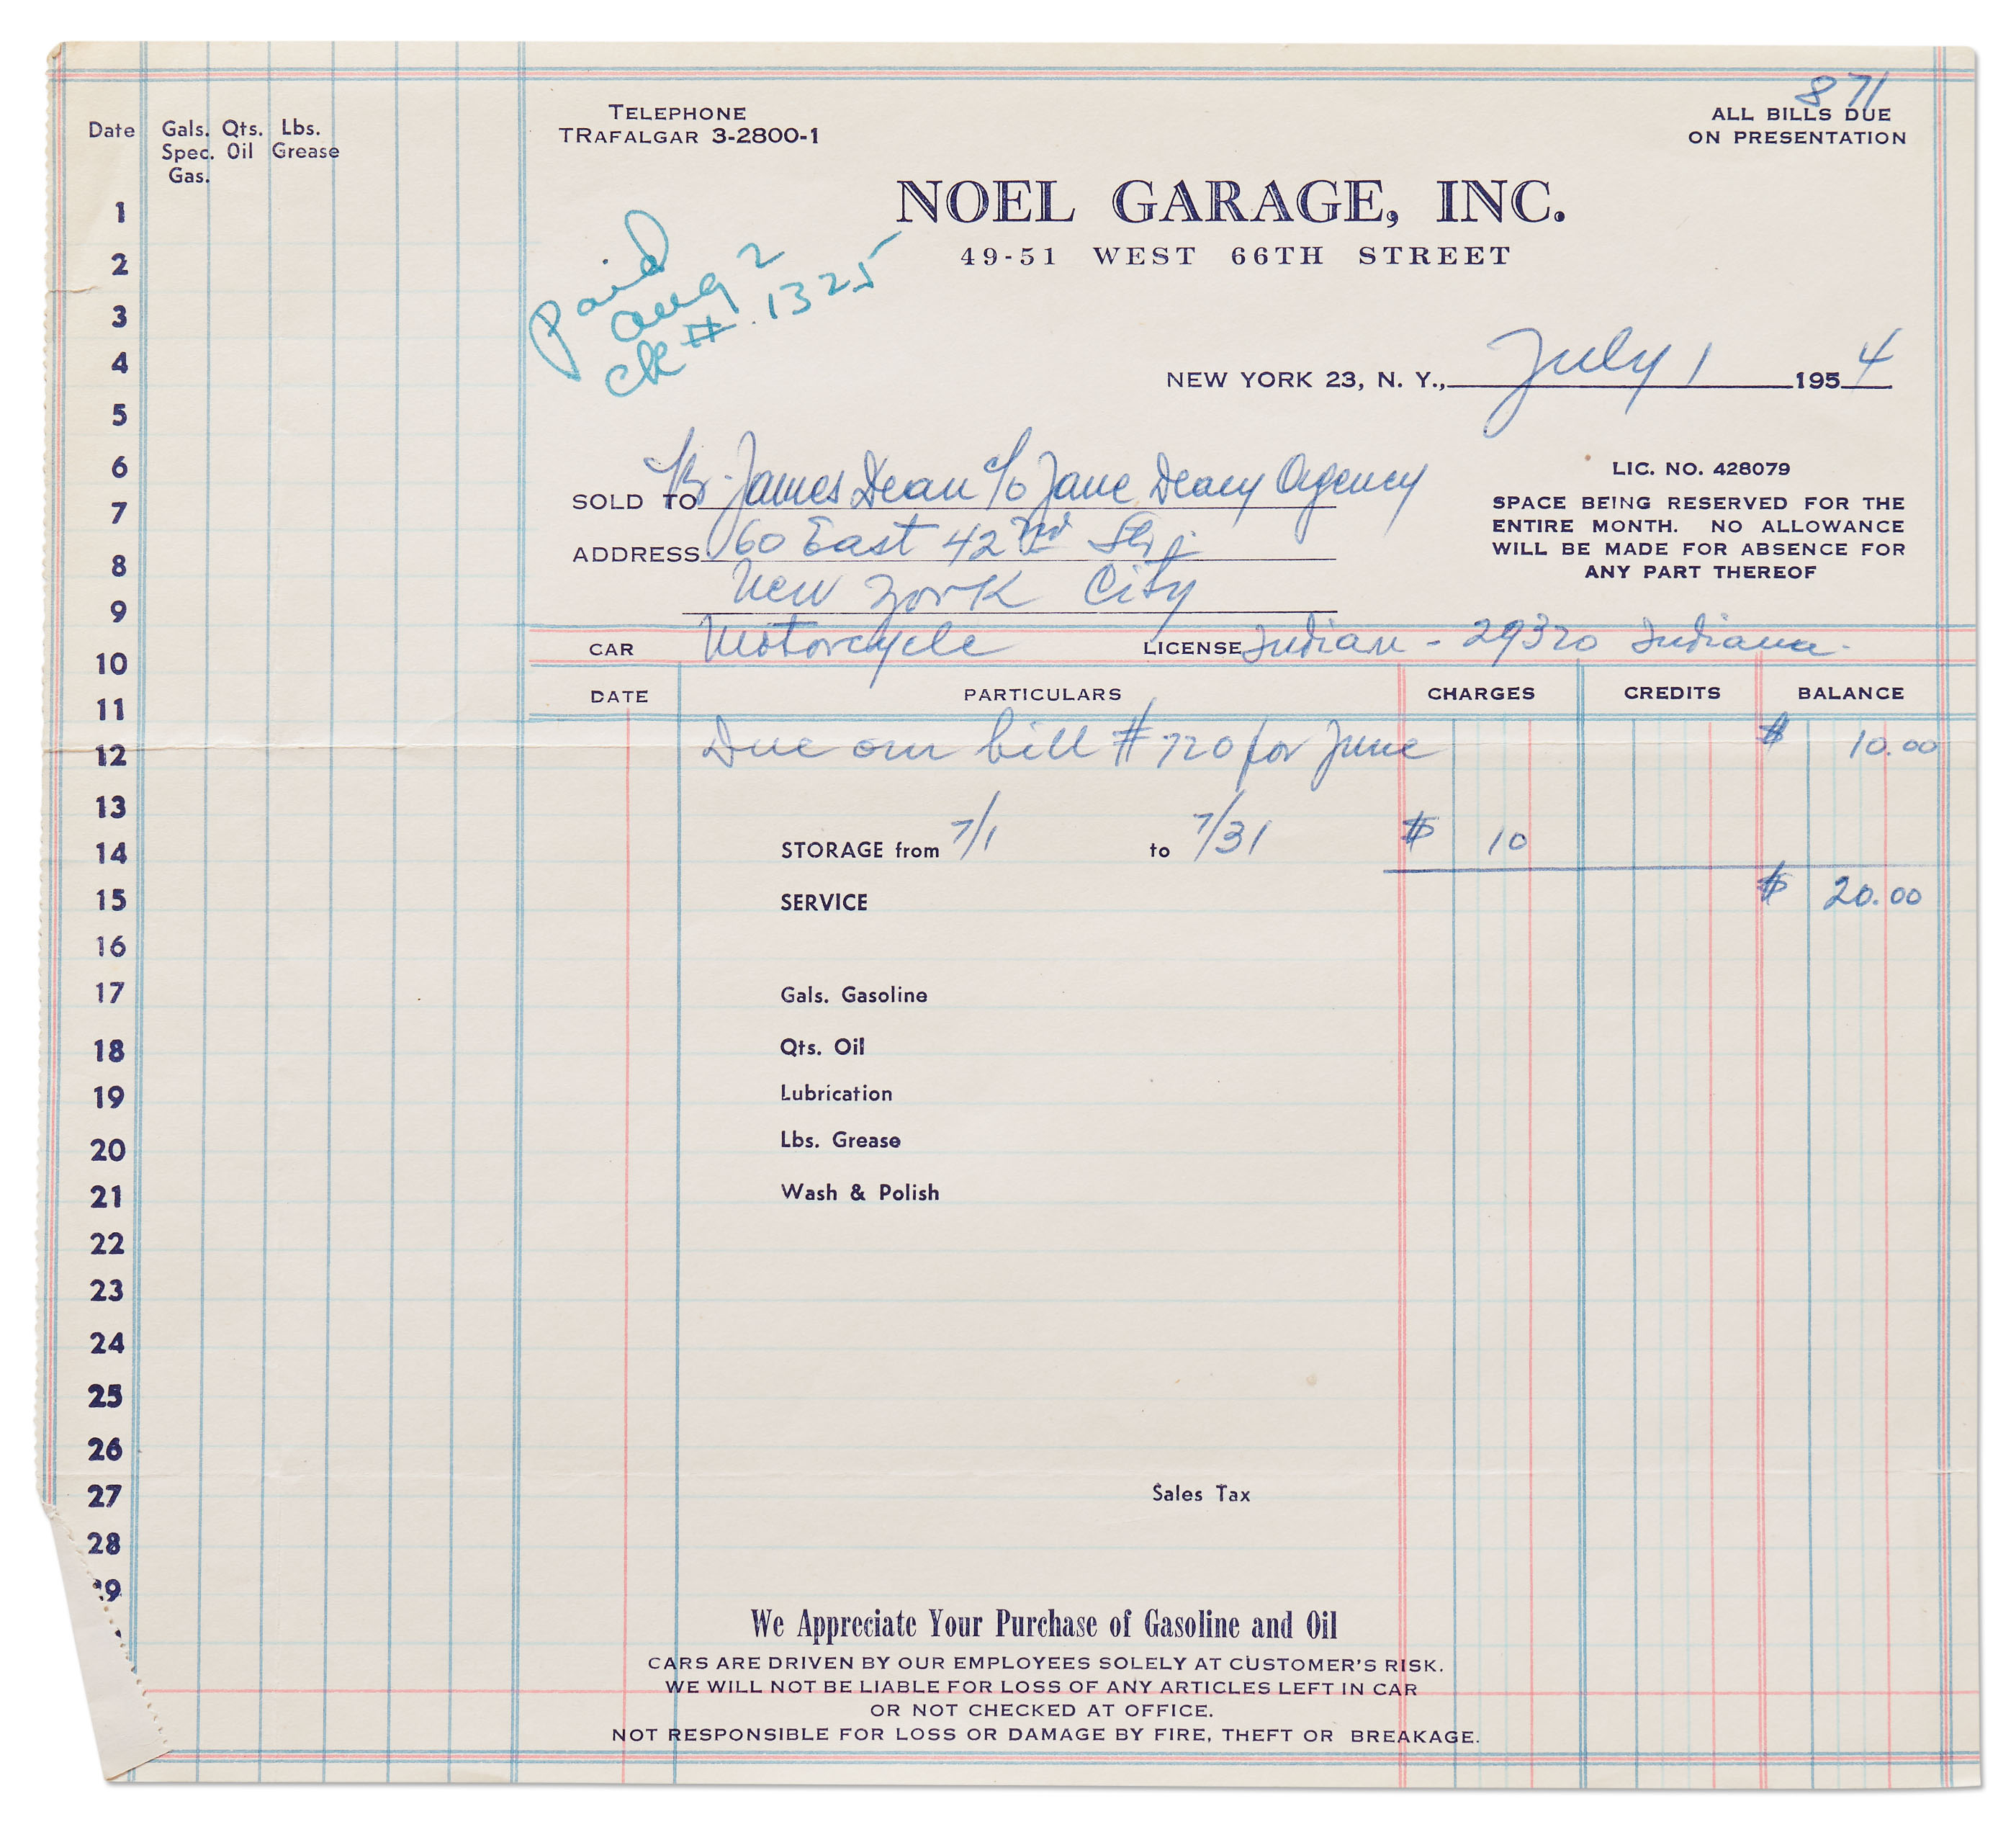 871
TELEPHONE
TRAFALGAR 3-2800-1
ALL BILLS DUE
ON PRESENTATION
NOEL GARAGE, INC.
49-51 WEST 66TH STREET
paid
aug 2
ck # 1325
NEW YORK 23, N. Y., July 1 1954
SOLD TO Mr. James Dean c/o Jane Deacy Agency
ADDRESS 60 East 42nd St.;
New York City
LIC. NO. 428079
SPACE BEING RESERVED FOR THE
ENTIRE MONTH. NO ALLOWANCE
WILL BE MADE FOR ABSENCE FOR
ANY PART THEREOF
CAR Motorcycle LICENSE Indian - 29320 Indiana.
DATE PARTICULARS CHARGES CREDITS BALANCE
Due our bill # 720 for June $ 10.00
STORAGE from 7/1 to 7/31 $ 10
SERVICE $ 20.00
Gals. Gasoline
Qts. Oil
Lubrication
Lbs. Grease
Wash & Polish
Sales Tax
We Appreciate Your Purchase of Gasoline and Oil
CARS ARE DRIVEN BY OUR EMPLOYEES SOLELY AT CUSTOMER'S RISK.
WE WILL NOT BE LIABLE FOR LOSS OF ANY ARTICLES LEFT IN CAR
OR NOT CHECKED AT OFFICE.
NOT RESPONSIBLE FOR LOSS OR DAMAGE BY FIRE, THEFT OR BREAKAGE.
Date Gals. Qts. Lbs.
Spec. Oil Grease
Gas.
1
2
3
4
5
6
7
8
9
10
11
12
13
14
15
16
17
18
19
20
21
22
23
24
25
26
27
28
29